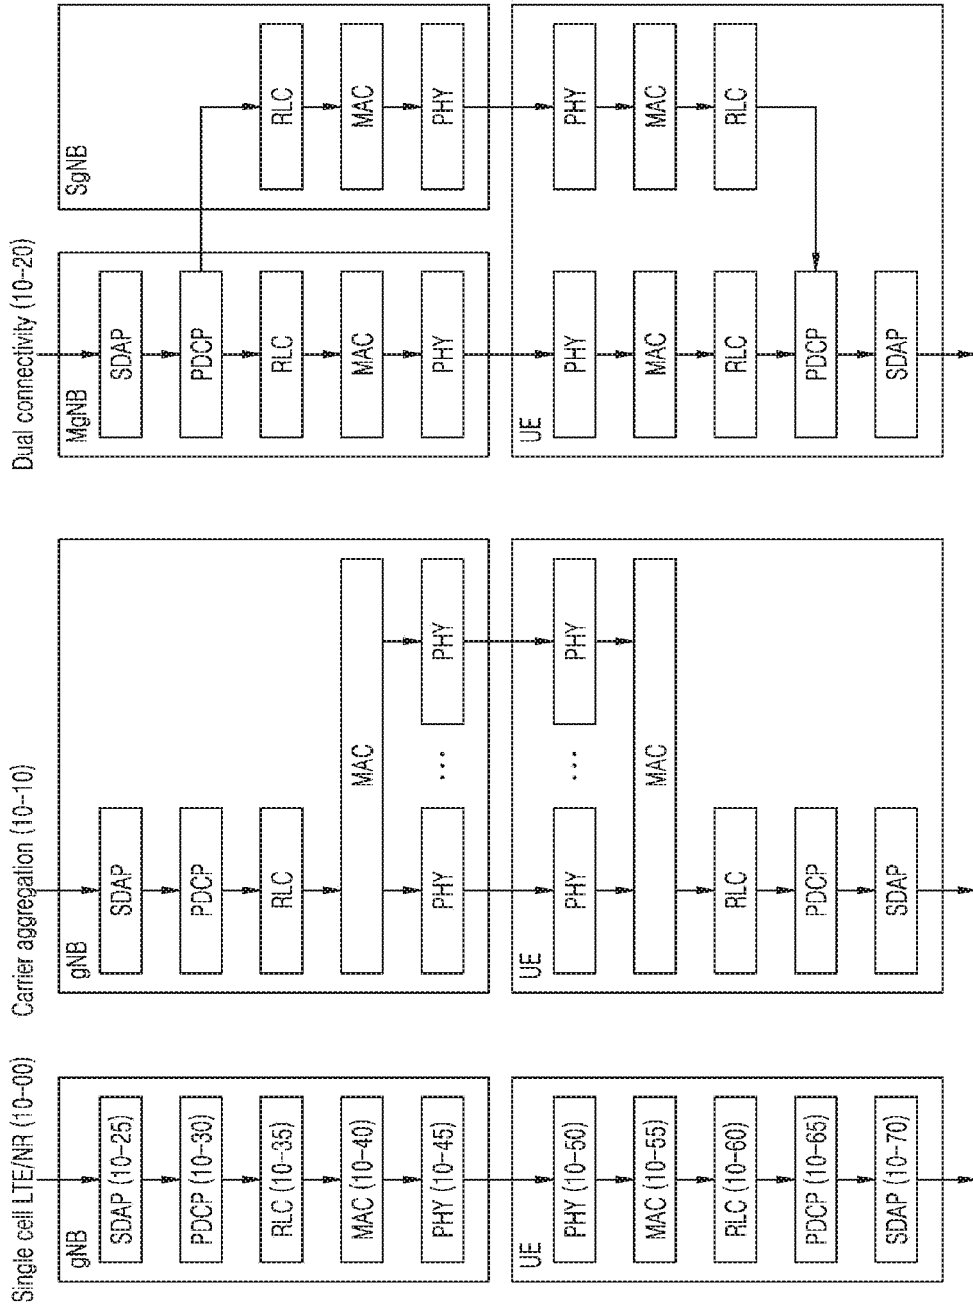 Single cell LTE/NR (10-00)
gNB
SDAP (10-25)
PDCP (10-30)
RLC (10-35)
MAC (10-40)
PHY (10-45)
UE
PHY (10-50)
MAC (10-55)
RLC (10-60)
PDCP (10-65)
SDAP (10-70)
Carrier aggregation (10-10)
gNB
SDAP
PDCP
RLC
MAC
PHY
...
PHY
UE
PHY
...
PHY
MAC
RLC
PDCP
SDAP
Dual connectivity (10-20)
MgNB
SDAP
PDCP
RLC
MAC
PHY
SgNB
RLC
MAC
PHY
UE
PHY
MAC
RLC
PDCP
SDAP
PHY
MAC
RLC